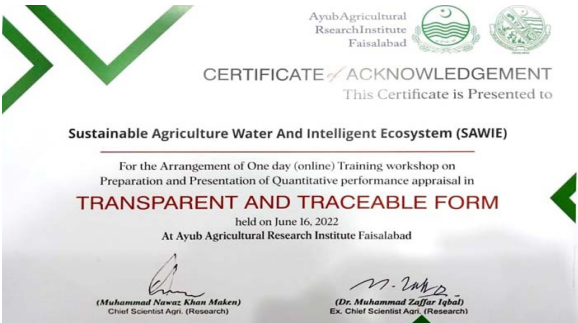 AyubAgricultural
RsearchInstitute
Faisalabad
CERTIFICATE of ACKNOWLEDGEMENT
This Certificate is Presented to
Sustainable Agriculture Water And Intelligent Ecosystem (SAWIE)
For the Arrangement of One day (online) Training workshop on
Preparation and Presentation of Quantitative performance appraisal in
TRANSPARENT AND TRACEABLE FORM
held on June 16, 2022
At Ayub Agricultural Research Institute Faisalabad
(Muhammad Nawaz Khan Maken)
Chief Scientist Agri. (Research)
(Dr. Muhammad Zaffar Iqbal)
Ex. Chief Scientist Agri. (Research)